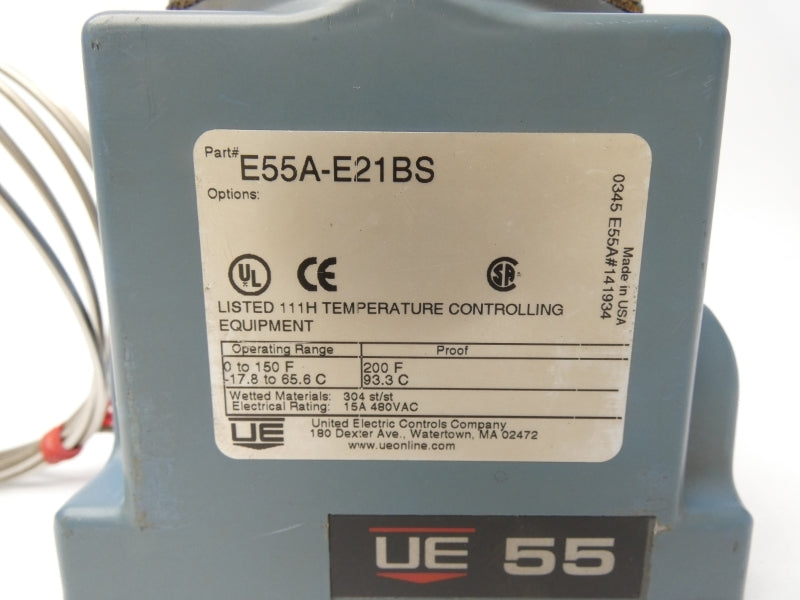 Part# E55A-E21BS
Options:
0345 E55A#141934
Made in USA
UL
CE
SA
LISTED 111H TEMPERATURE CONTROLLING
EQUIPMENT
Operating Range Proof
0 to 150 F 200 F
-17.8 to 65.6 C 93.3 C
Wetted Materials: 304 st/st
Electrical Rating: 15A 480VAC
UE
United Electric Controls Company
180 Dexter Ave., Watertown, MA 02472
www.ueonline.com
UE 55